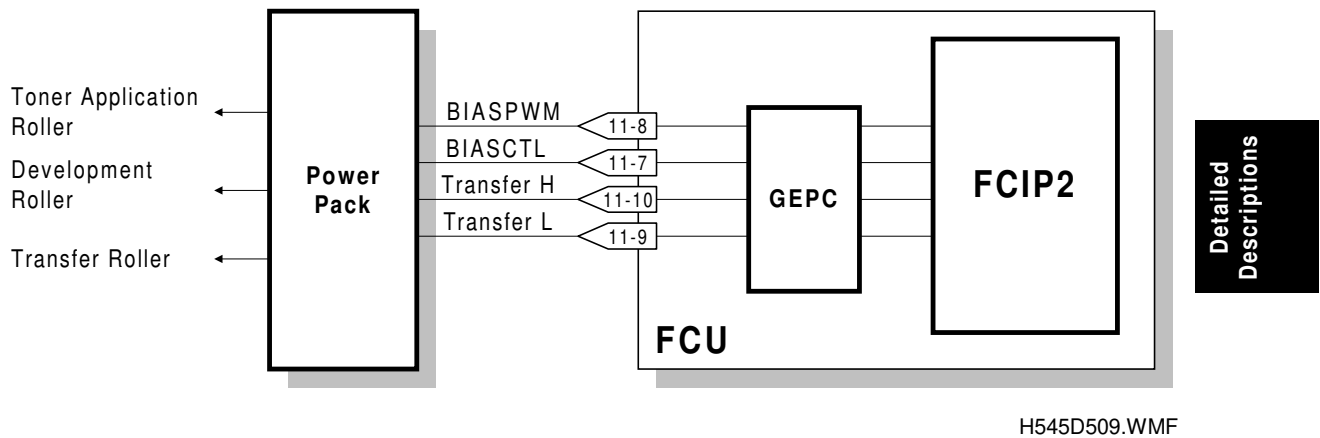 Toner Application
Roller
Development
Roller
Transfer Roller
Power
Pack
BIASPWM
BIASCTL
Transfer H
Transfer L
11-8
11-7
11-10
11-9
GEPC
FCIP2
FCU
Detailed
Descriptions
H545D509.WMF